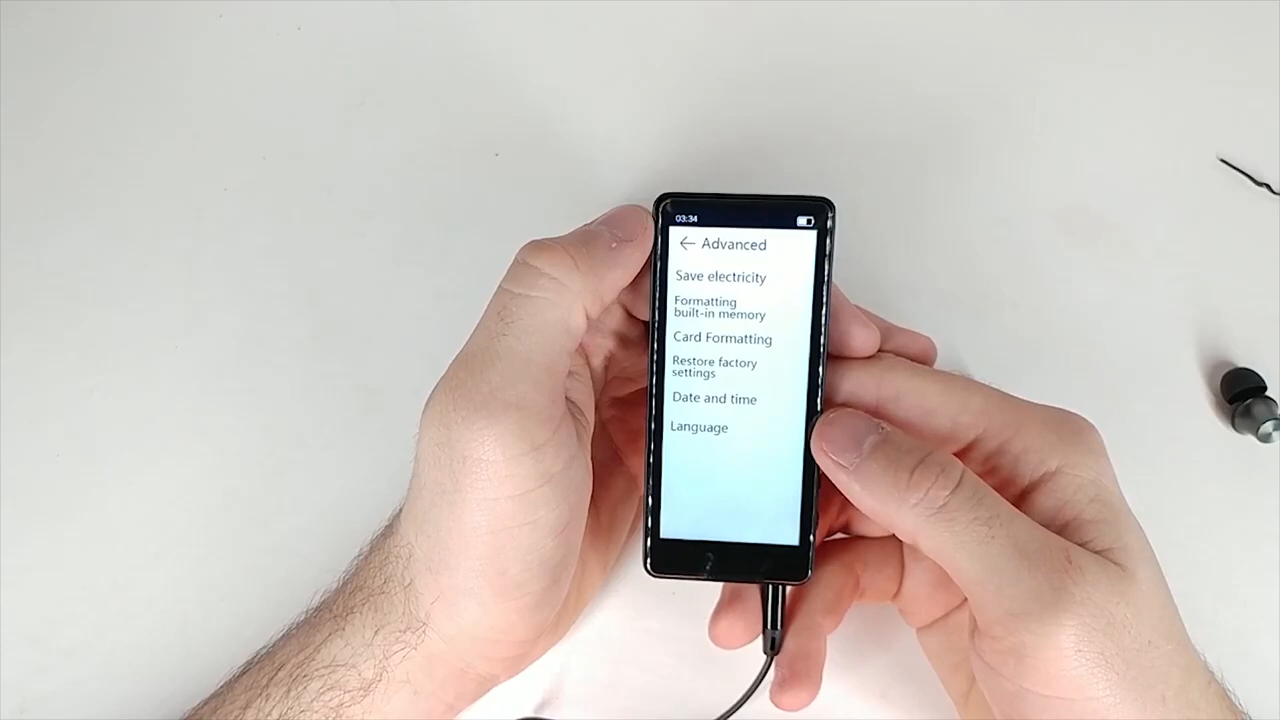 03:34
← Advanced
Save electricity
Formatting
built-in memory
Card Formatting
Restore factory
settings
Date and time
Language